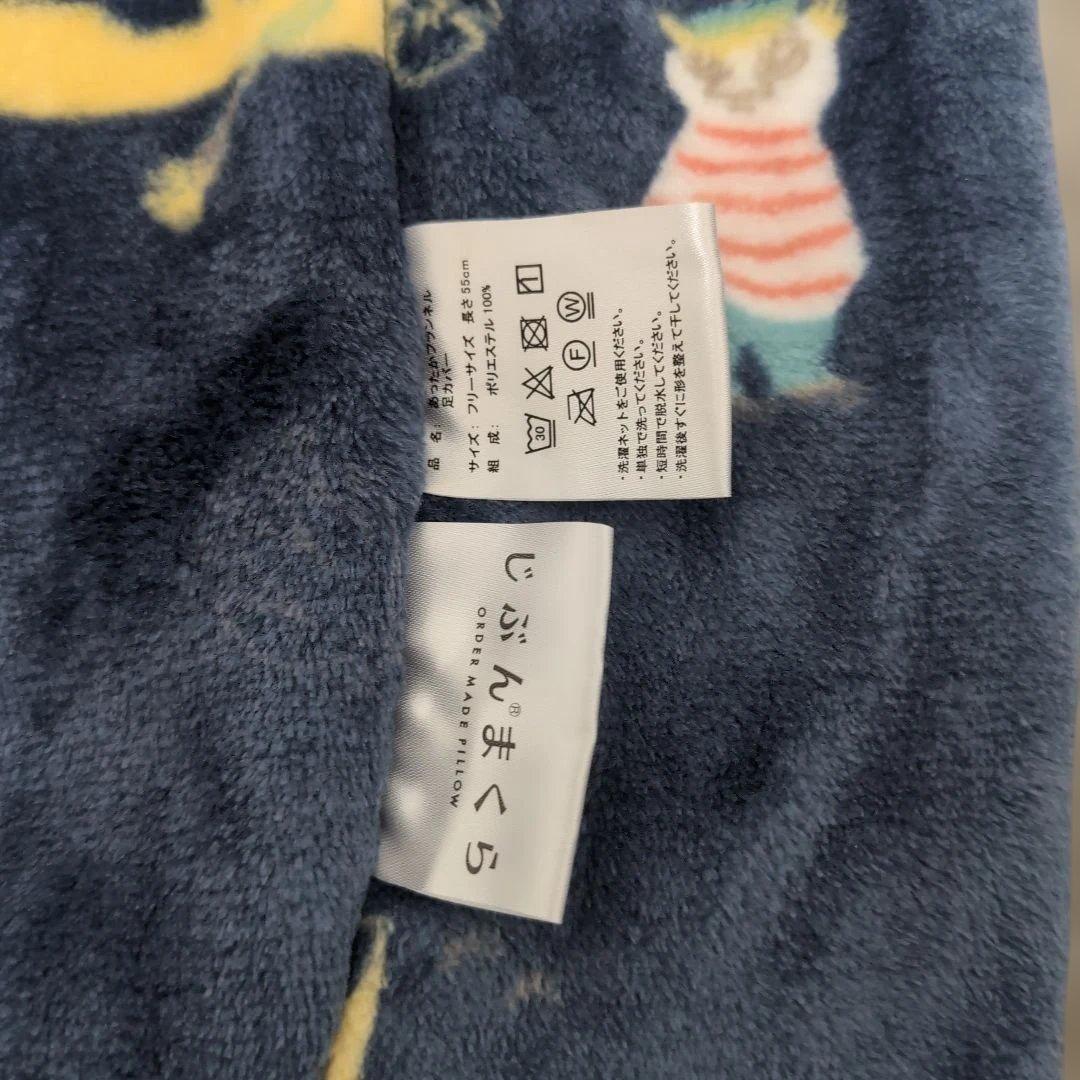 品 名: あったかフランネル
足カバー
サイズ: フリーサイズ 長さ55cm
組 成: ポリエステル 100%
30
F
W
・洗濯ネットをご使用ください。
・単独で洗ってください。
・短時間で脱水してください。
・洗濯後すぐに形を整えて干してください。
じぶんまくら®
ORDER MADE PILLOW